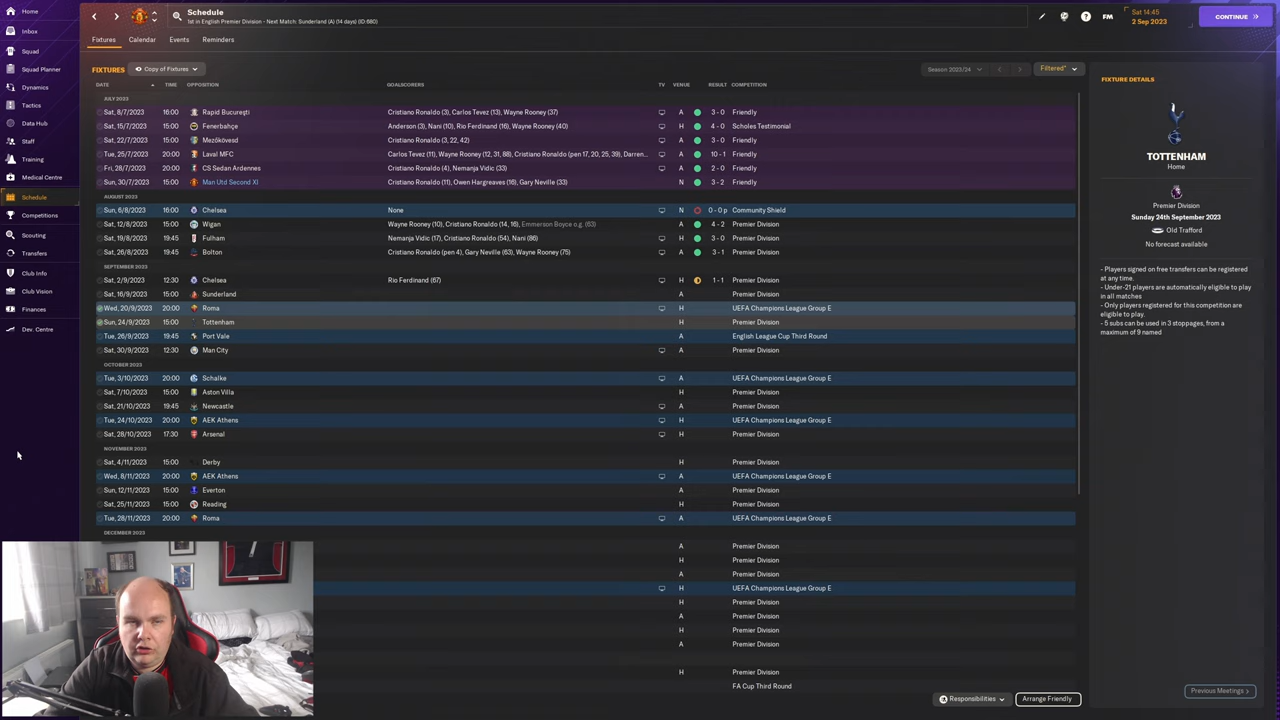 Home
Inbox
Squad
Squad Planner
Dynamics
Tactics
Data Hub
Staff
Training
Medical Centre
Schedule
Competitions
Scouting
Transfers
Club Info
Club Vision
Finances
Dev. Centre
Schedule
1st in English Premier Division - Next Match: Sunderland (A) (14 days) (ID:680)
FM
Sat 14:45
2 Sep 2023
CONTINUE
Fixtures Calendar Events Reminders
FIXTURES Copy of Fixtures Season 2023/24 Filtered*
DATE TIME OPPOSITION GOALSCORERS TV VENUE RESULT COMPETITION
JULY 2023
Sat, 8/7/2023 16:00 Rapid Bucureşti Cristiano Ronaldo (3), Carlos Tevez (13), Wayne Rooney (37) A 3 - 0 Friendly
Sat, 15/7/2023 16:00 Fenerbahçe Anderson (3), Nani (10), Rio Ferdinand (16), Wayne Rooney (40) H 4 - 0 Scholes Testimonial
Sat, 22/7/2023 16:00 Mezőkövesd Cristiano Ronaldo (3, 22, 42) A 3 - 0 Friendly
Tue, 25/7/2023 20:00 Laval MFC Carlos Tevez (11), Wayne Rooney (12, 31, 88), Cristiano Ronaldo (pen 17, 20, 25, 39), Darren... A 10 - 1 Friendly
Fri, 28/7/2023 20:00 CS Sedan Ardennes Cristiano Ronaldo (4), Nemanja Vidic (33) A 2 - 0 Friendly
Sun, 30/7/2023 15:00 Man Utd Second XI Cristiano Ronaldo (11), Owen Hargreaves (16), Gary Neville (33) N 3 - 2 Friendly
AUGUST 2023
Sun, 6/8/2023 16:00 Chelsea None N 0 - 0 p Community Shield
Sat, 12/8/2023 15:00 Wigan Wayne Rooney (10), Cristiano Ronaldo (14, 16), Emmerson Boyce o.g. (63) A 4 - 2 Premier Division
Sat, 19/8/2023 19:45 Fulham Nemanja Vidic (17), Cristiano Ronaldo (54), Nani (86) H 3 - 0 Premier Division
Sat, 26/8/2023 19:45 Bolton Cristiano Ronaldo (pen 4), Gary Neville (63), Wayne Rooney (75) A 3 - 1 Premier Division
SEPTEMBER 2023
Sat, 2/9/2023 12:30 Chelsea Rio Ferdinand (67) H 1 - 1 Premier Division
Sat, 16/9/2023 15:00 Sunderland A Premier Division
Wed, 20/9/2023 20:00 Roma H UEFA Champions League Group E
Sun, 24/9/2023 15:00 Tottenham H Premier Division
Tue, 26/9/2023 19:45 Port Vale A English League Cup Third Round
Sat, 30/9/2023 12:30 Man City A Premier Division
OCTOBER 2023
Tue, 3/10/2023 20:00 Schalke A UEFA Champions League Group E
Sat, 7/10/2023 15:00 Aston Villa H Premier Division
Sat, 21/10/2023 19:45 Newcastle A Premier Division
Tue, 24/10/2023 20:00 AEK Athens H UEFA Champions League Group E
Sat, 28/10/2023 17:30 Arsenal H Premier Division
NOVEMBER 2023
Sat, 4/11/2023 15:00 Derby H Premier Division
Wed, 8/11/2023 20:00 AEK Athens A UEFA Champions League Group E
Sun, 12/11/2023 15:00 Everton A Premier Division
Sat, 25/11/2023 15:00 Reading H Premier Division
Tue, 28/11/2023 20:00 Roma A UEFA Champions League Group E
DECEMBER 2023
A Premier Division
H Premier Division
A Premier Division
H UEFA Champions League Group E
H Premier Division
A Premier Division
H Premier Division
A Premier Division
H Premier Division
FA Cup Third Round
Responsibilities Arrange Friendly
FIXTURE DETAILS
TOTTENHAM
Home
Premier Division
Sunday 24th September 2023
Old Trafford
No forecast available
- Players signed on free transfers can be registered
at any time.
- Under-21 players are automatically eligible to play
in all matches
- Only players registered for this competition are
eligible to play.
- 5 subs can be used in 3 stoppages, from a
maximum of 9 named
Previous Meetings >